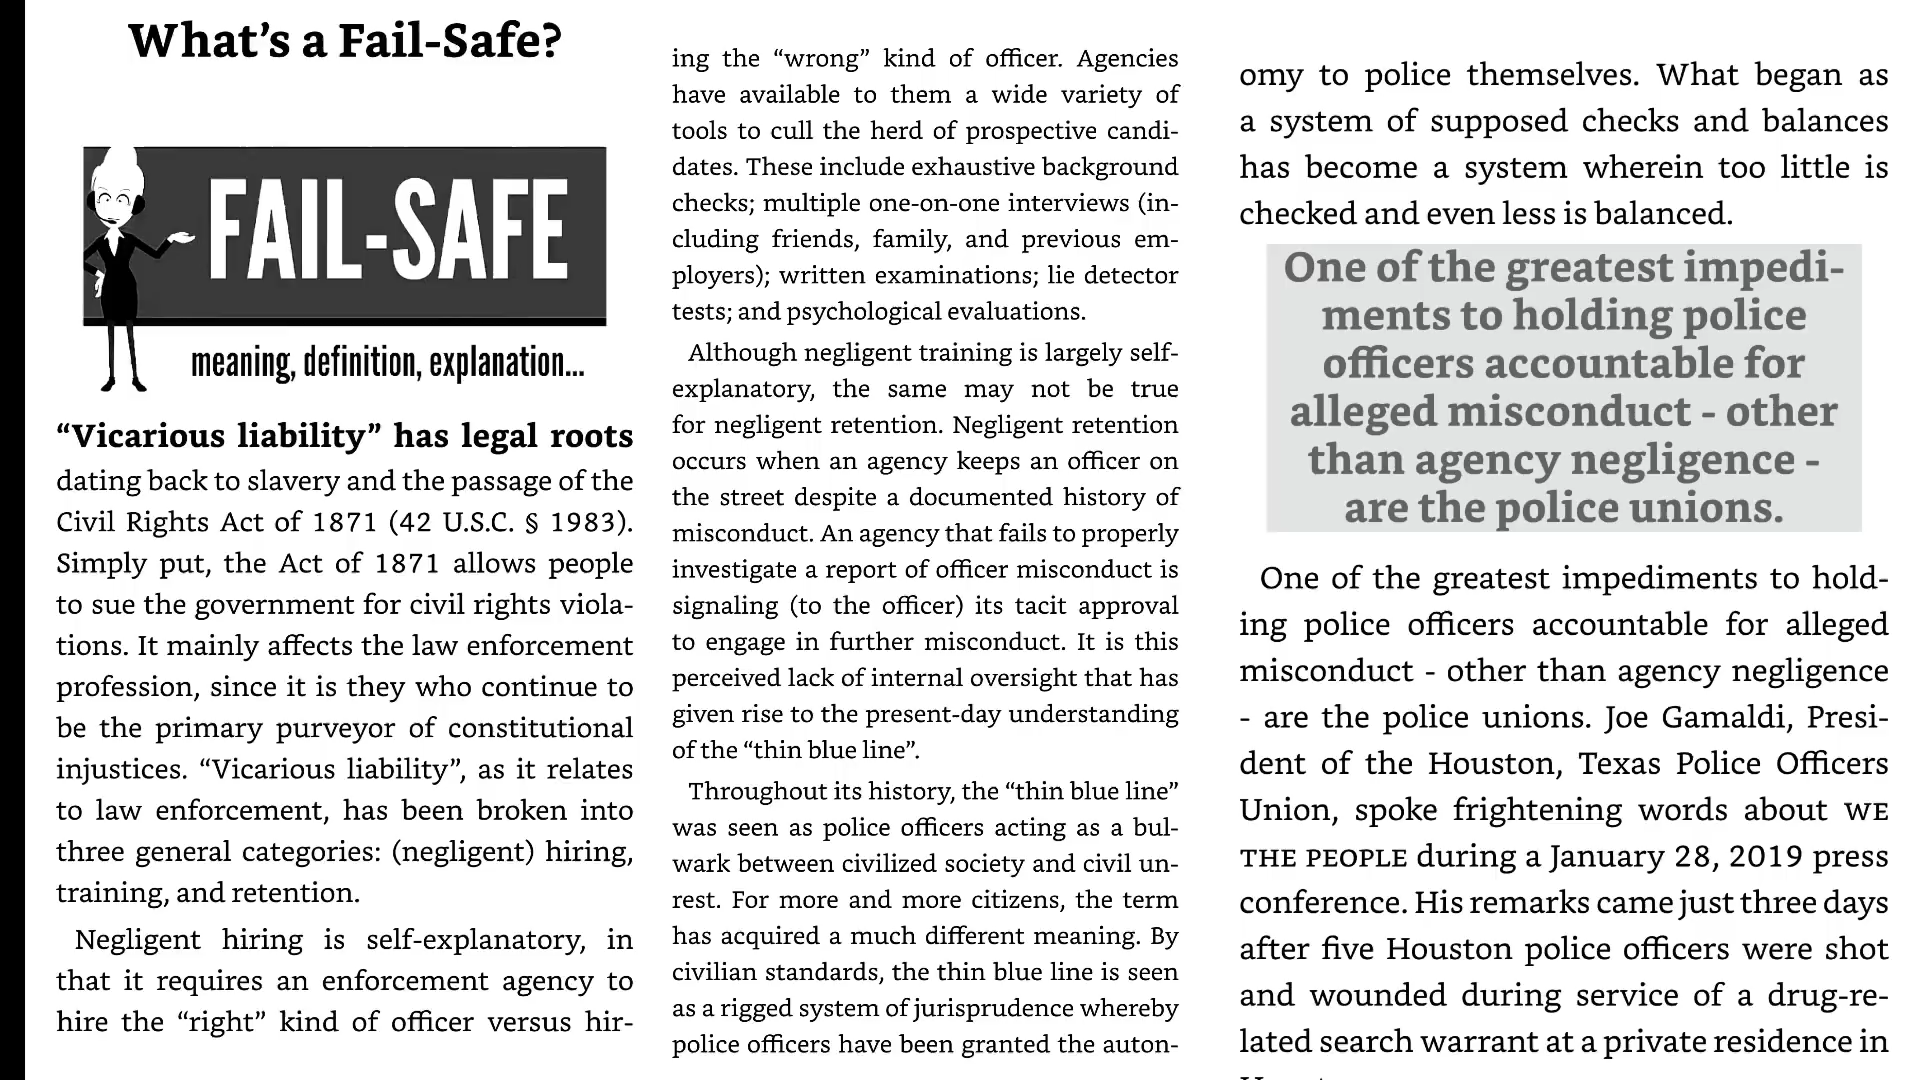 What’s a Fail-Safe?
FAIL-SAFE
meaning, definition, explanation...
“Vicarious liability” has legal roots
dating back to slavery and the passage of the
Civil Rights Act of 1871 (42 U.S.C. § 1983).
Simply put, the Act of 1871 allows people
to sue the government for civil rights viola-
tions. It mainly affects the law enforcement
profession, since it is they who continue to
be the primary purveyor of constitutional
injustices. “Vicarious liability”, as it relates
to law enforcement, has been broken into
three general categories: (negligent) hiring,
training, and retention.
Negligent hiring is self-explanatory, in
that it requires an enforcement agency to
hire the “right” kind of officer versus hir-
ing the “wrong” kind of officer. Agencies
have available to them a wide variety of
tools to cull the herd of prospective candi-
dates. These include exhaustive background
checks; multiple one-on-one interviews (in-
cluding friends, family, and previous em-
ployers); written examinations; lie detector
tests; and psychological evaluations.
Although negligent training is largely self-
explanatory, the same may not be true
for negligent retention. Negligent retention
occurs when an agency keeps an officer on
the street despite a documented history of
misconduct. An agency that fails to properly
investigate a report of officer misconduct is
signaling (to the officer) its tacit approval
to engage in further misconduct. It is this
perceived lack of internal oversight that has
given rise to the present-day understanding
of the “thin blue line”.
Throughout its history, the “thin blue line”
was seen as police officers acting as a bul-
wark between civilized society and civil un-
rest. For more and more citizens, the term
has acquired a much different meaning. By
civilian standards, the thin blue line is seen
as a rigged system of jurisprudence whereby
police officers have been granted the auton-
omy to police themselves. What began as
a system of supposed checks and balances
has become a system wherein too little is
checked and even less is balanced.
One of the greatest impedi-
ments to holding police
officers accountable for
alleged misconduct - other
than agency negligence -
are the police unions.
One of the greatest impediments to hold-
ing police officers accountable for alleged
misconduct - other than agency negligence
- are the police unions. Joe Gamaldi, Presi-
dent of the Houston, Texas Police Officers
Union, spoke frightening words about WE
THE PEOPLE during a January 28, 2019 press
conference. His remarks came just three days
after five Houston police officers were shot
and wounded during service of a drug-re-
lated search warrant at a private residence in